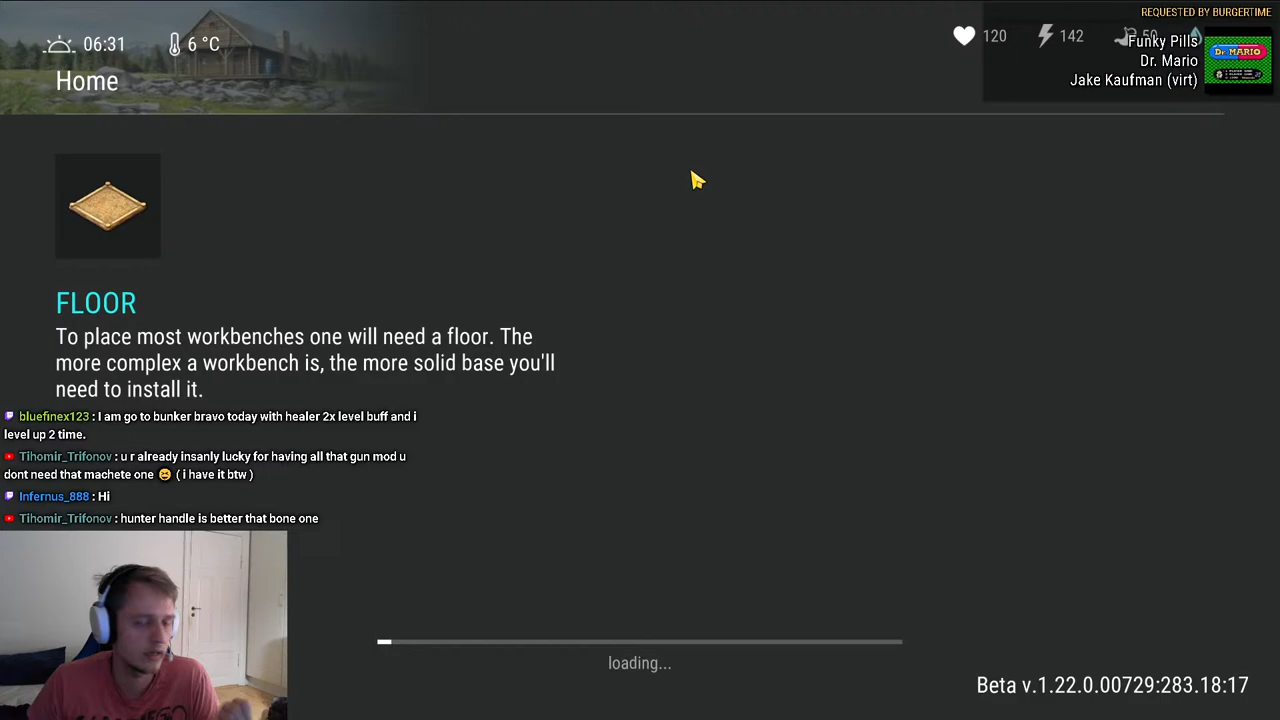 REQUESTED BY BURGERTIME
06:31
6 °C
120
142
50
Funky Pills
Dr. Mario
Jake Kaufman (virt)
DR. MARIO
Home
FLOOR
To place most workbenches one will need a floor. The
more complex a workbench is, the more solid base you'll
need to install it.
bluefinex123 : I am go to bunker bravo today with healer 2x level buff and i
level up 2 time.
Tihomir_Trifonov : u r already insanly lucky for having all that gun mod u
dont need that machete one 😆 ( i have it btw )
Infernus_888 : Hi
Tihomir_Trifonov : hunter handle is better that bone one
loading...
Beta v.1.22.0.00729:283.18:17